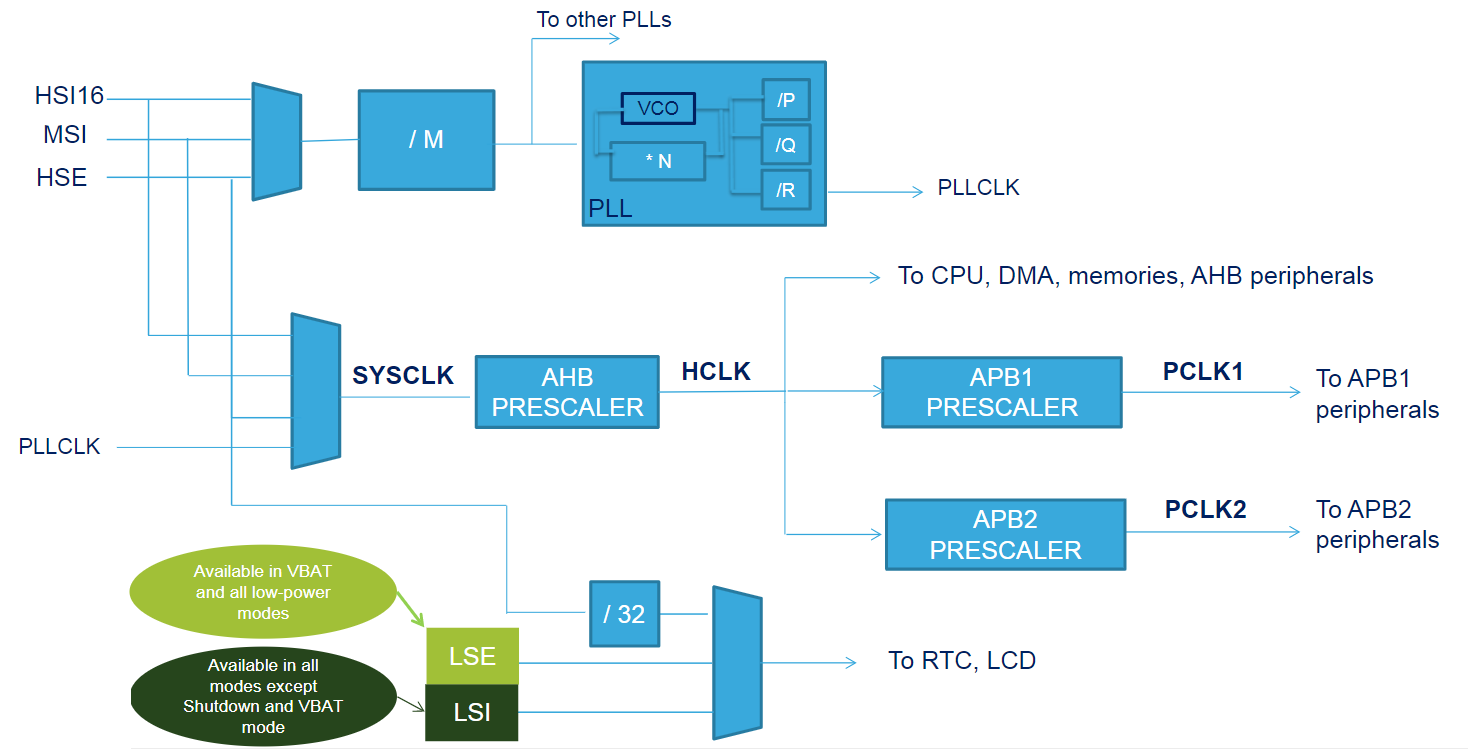 To other PLLs
HSI16
MSI
HSE
/ M
VCO
* N
/P
/Q
/R
PLL
PLLCLK
To CPU, DMA, memories, AHB peripherals
SYSCLK
AHB
PRESCALER
HCLK
APB1
PRESCALER
PCLK1
To APB1
peripherals
PLLCLK
APB2
PRESCALER
PCLK2
To APB2
peripherals
Available in VBAT
and all low-power
modes
/ 32
LSE
To RTC, LCD
Available in all
modes except
Shutdown and VBAT
mode
LSI